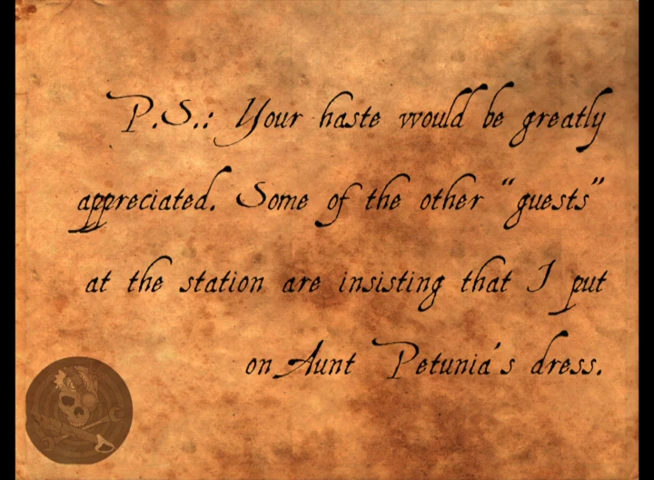 P.S.: Your haste would be greatly
appreciated. Some of the other "guests"
at the station are insisting that I put
on Aunt Petunia's dress.